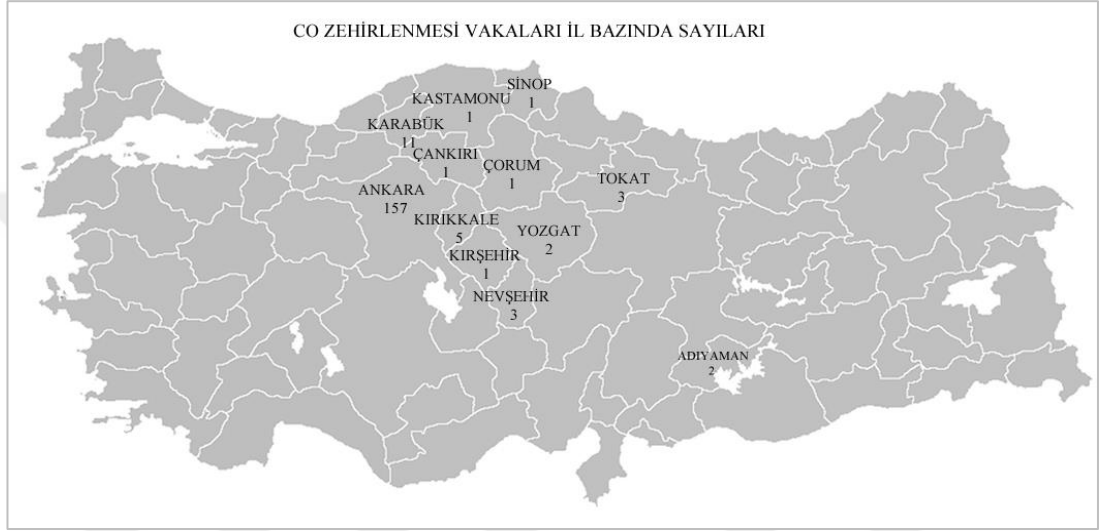 CO ZEHİRLENMESİ VAKALARI İL BAZINDA SAYILARI
SİNOP
1
KASTAMONU
1
KARABÜK
11
ÇANKIRI
1
ÇORUM
1
TOKAT
3
ANKARA
157
KIRIKKALE
5
YOZGAT
2
KIRŞEHİR
1
NEVŞEHİR
3
ADIYAMAN
2